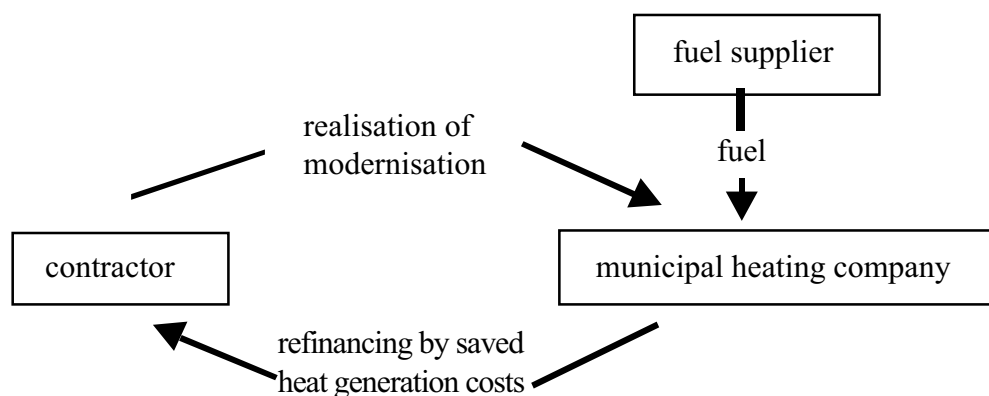 fuel supplier
realisation of
modernisation
fuel
contractor
municipal heating company
refinancing by saved
heat generation costs